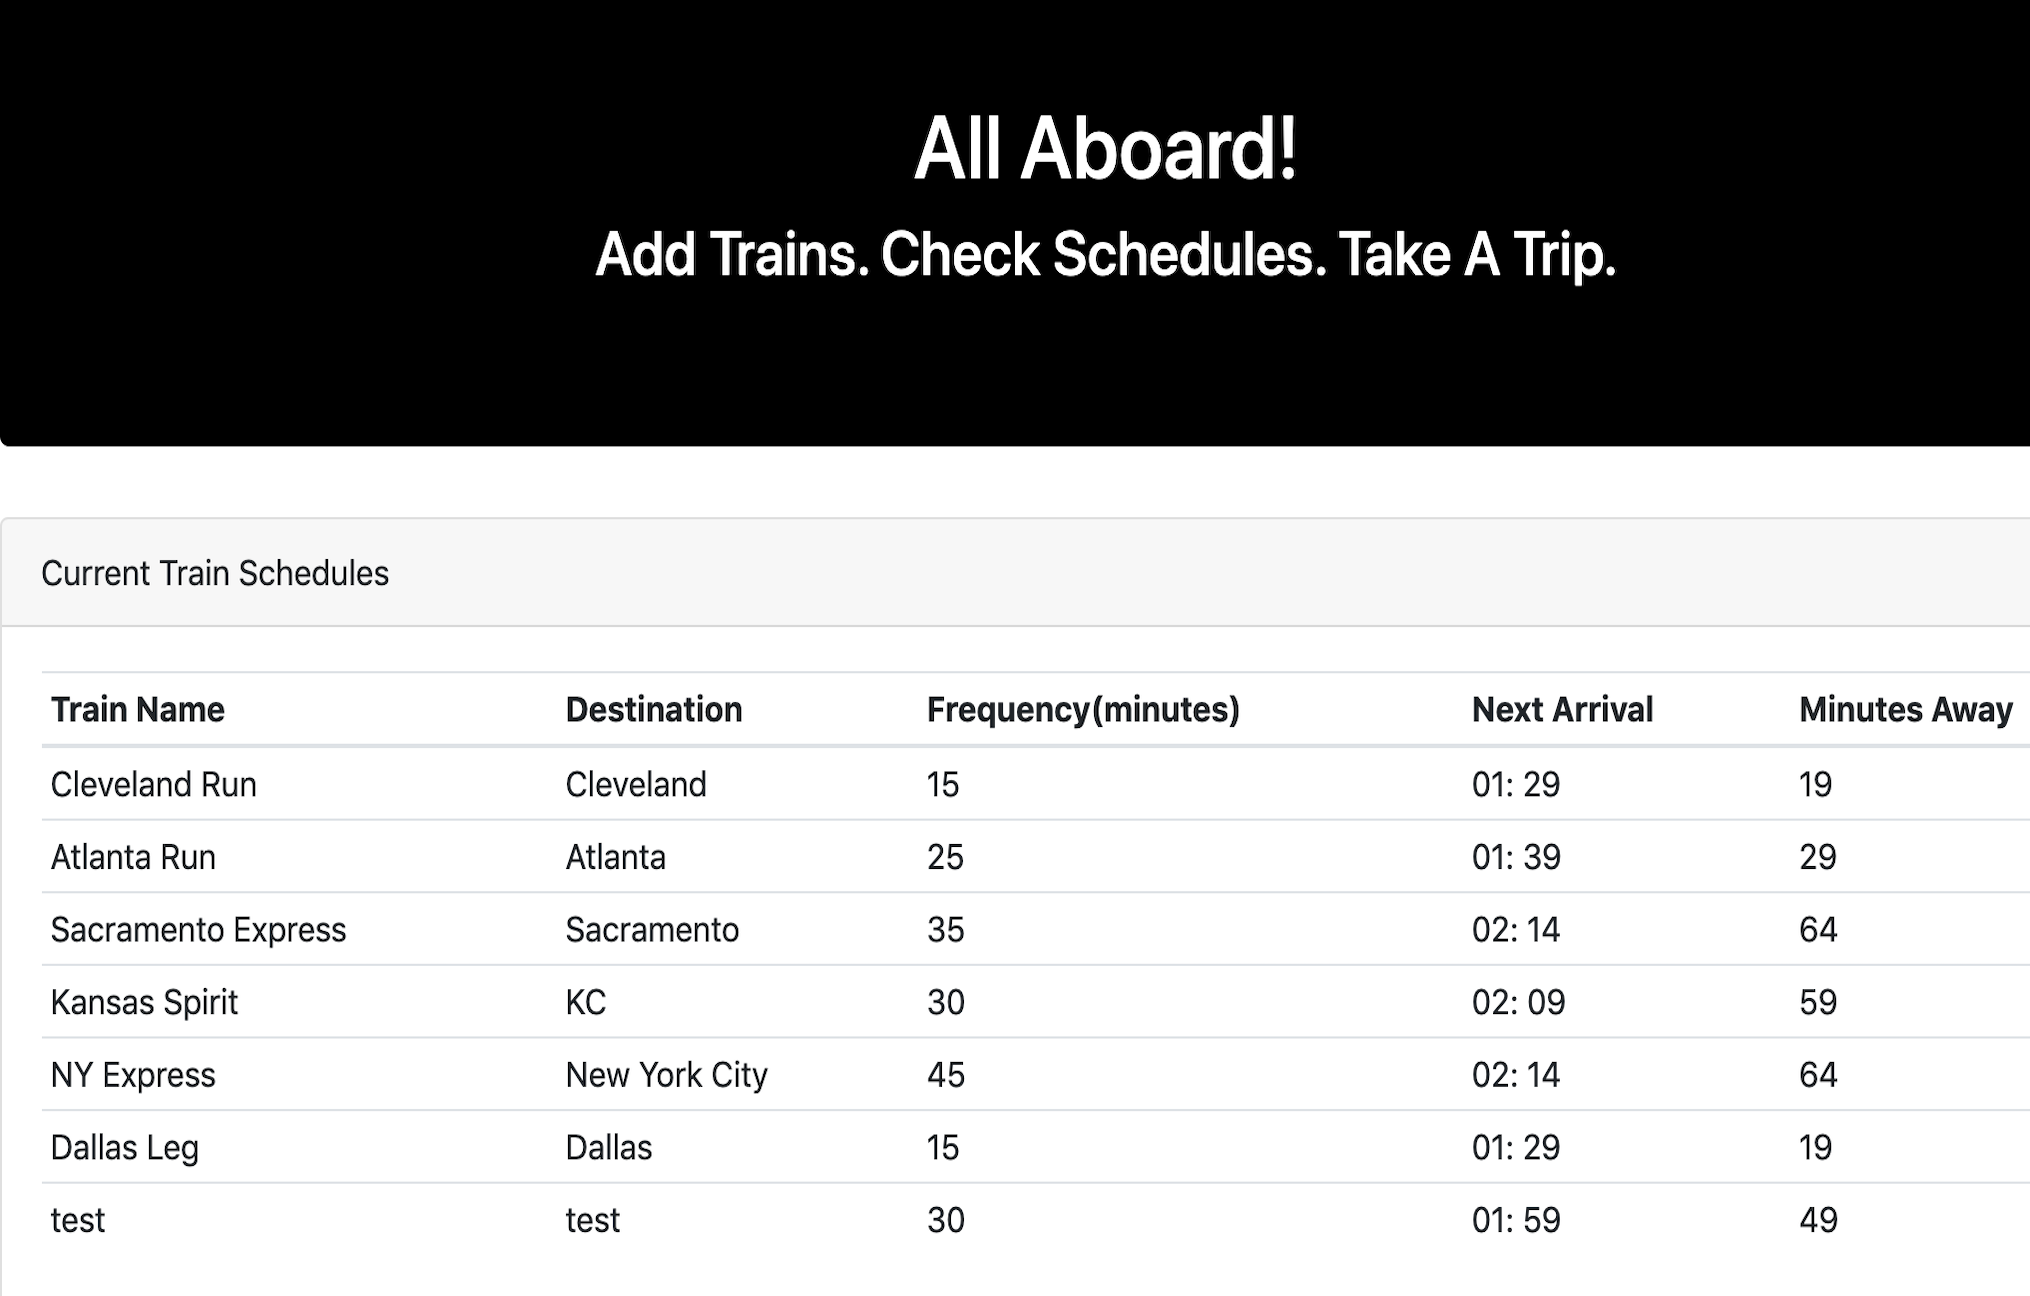 All Aboard!
Add Trains. Check Schedules. Take A Trip.
Current Train Schedules
Train Name Destination Frequency(minutes) Next Arrival Minutes Away
Cleveland Run Cleveland 15 01: 29 19
Atlanta Run Atlanta 25 01: 39 29
Sacramento Express Sacramento 35 02: 14 64
Kansas Spirit KC 30 02: 09 59
NY Express New York City 45 02: 14 64
Dallas Leg Dallas 15 01: 29 19
test test 30 01: 59 49